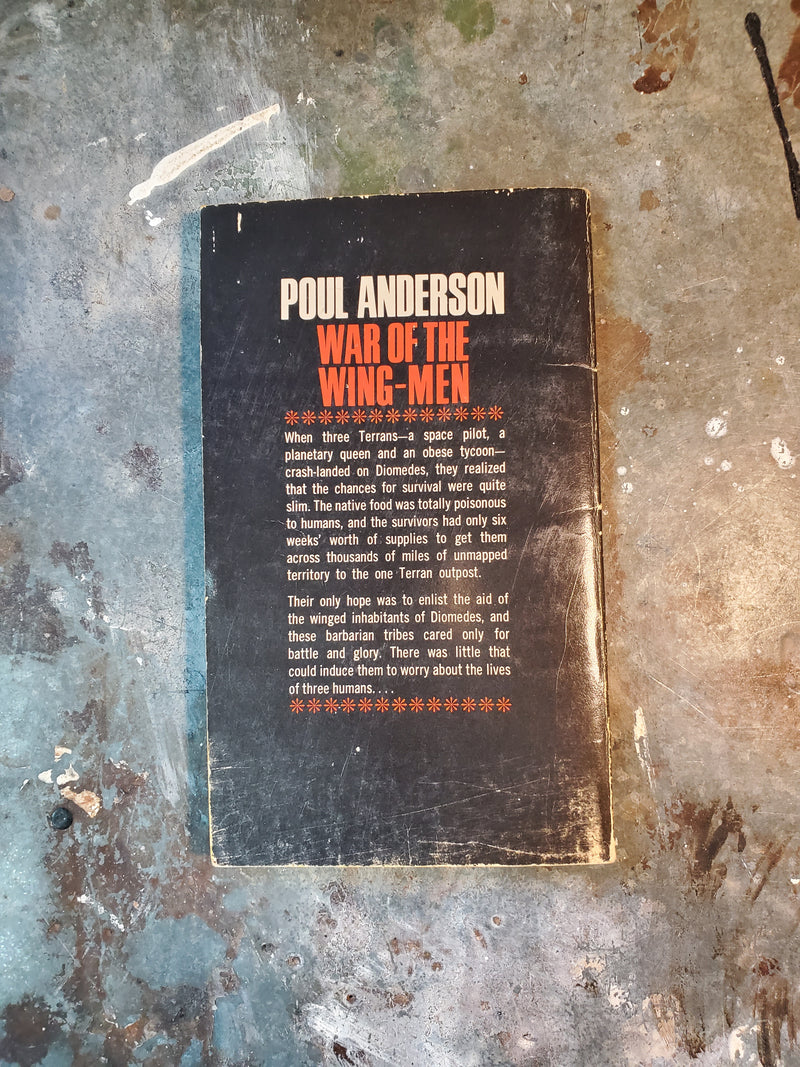 POUL ANDERSON
WAR OF THE
WING-MEN
When three Terrans—a space pilot, a
planetary queen and an obese tycoon—
crash-landed on Diomedes, they realized
that the chances for survival were quite
slim. The native food was totally poisonous
to humans, and the survivors had only six
weeks' worth of supplies to get them
across thousands of miles of unmapped
territory to the one Terran outpost.
Their only hope was to enlist the aid of
the winged inhabitants of Diomedes, and
these barbarian tribes cared only for
battle and glory. There was little that
could induce them to worry about the lives
of three humans....